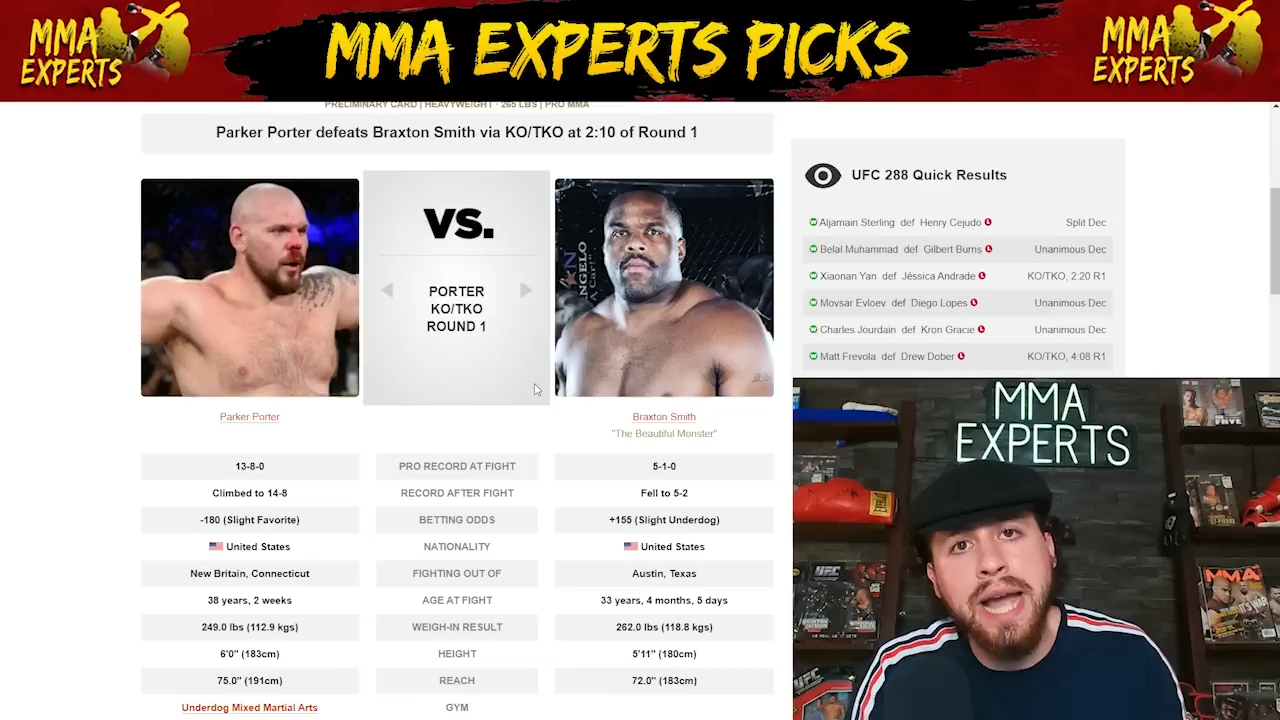 MMA EXPERTS
MMA EXPERTS PICKS
MMA EXPERTS
PRELIMINARY CARD | HEAVYWEIGHT · 265 LBS | PRO MMA
Parker Porter defeats Braxton Smith via KO/TKO at 2:10 of Round 1
VS.
PORTER
KO/TKO
ROUND 1
ANGELO
Parker Porter
Braxton Smith
"The Beautiful Monster"
13-8-0 PRO RECORD AT FIGHT 5-1-0
Climbed to 14-8 RECORD AFTER FIGHT Fell to 5-2
-180 (Slight Favorite) BETTING ODDS +155 (Slight Underdog)
United States NATIONALITY United States
New Britain, Connecticut FIGHTING OUT OF Austin, Texas
38 years, 2 weeks AGE AT FIGHT 33 years, 4 months, 5 days
249.0 lbs (112.9 kgs) WEIGH-IN RESULT 262.0 lbs (118.8 kgs)
6'0" (183cm) HEIGHT 5'11" (180cm)
75.0" (191cm) REACH 72.0" (183cm)
Underdog Mixed Martial Arts GYM
UFC 288 Quick Results
W Aljamain Sterling def Henry Cejudo L Split Dec
W Belal Muhammad def Gilbert Burns L Unanimous Dec
W Xiaonan Yan def Jéssica Andrade L KO/TKO, 2:20 R1
W Movsar Evloev def Diego Lopes L Unanimous Dec
W Charles Jourdain def Kron Gracie L Unanimous Dec
W Matt Frevola def Drew Dober L KO/TKO, 4:08 R1
MMA
EXPERTS
UFC
MMA
UFC